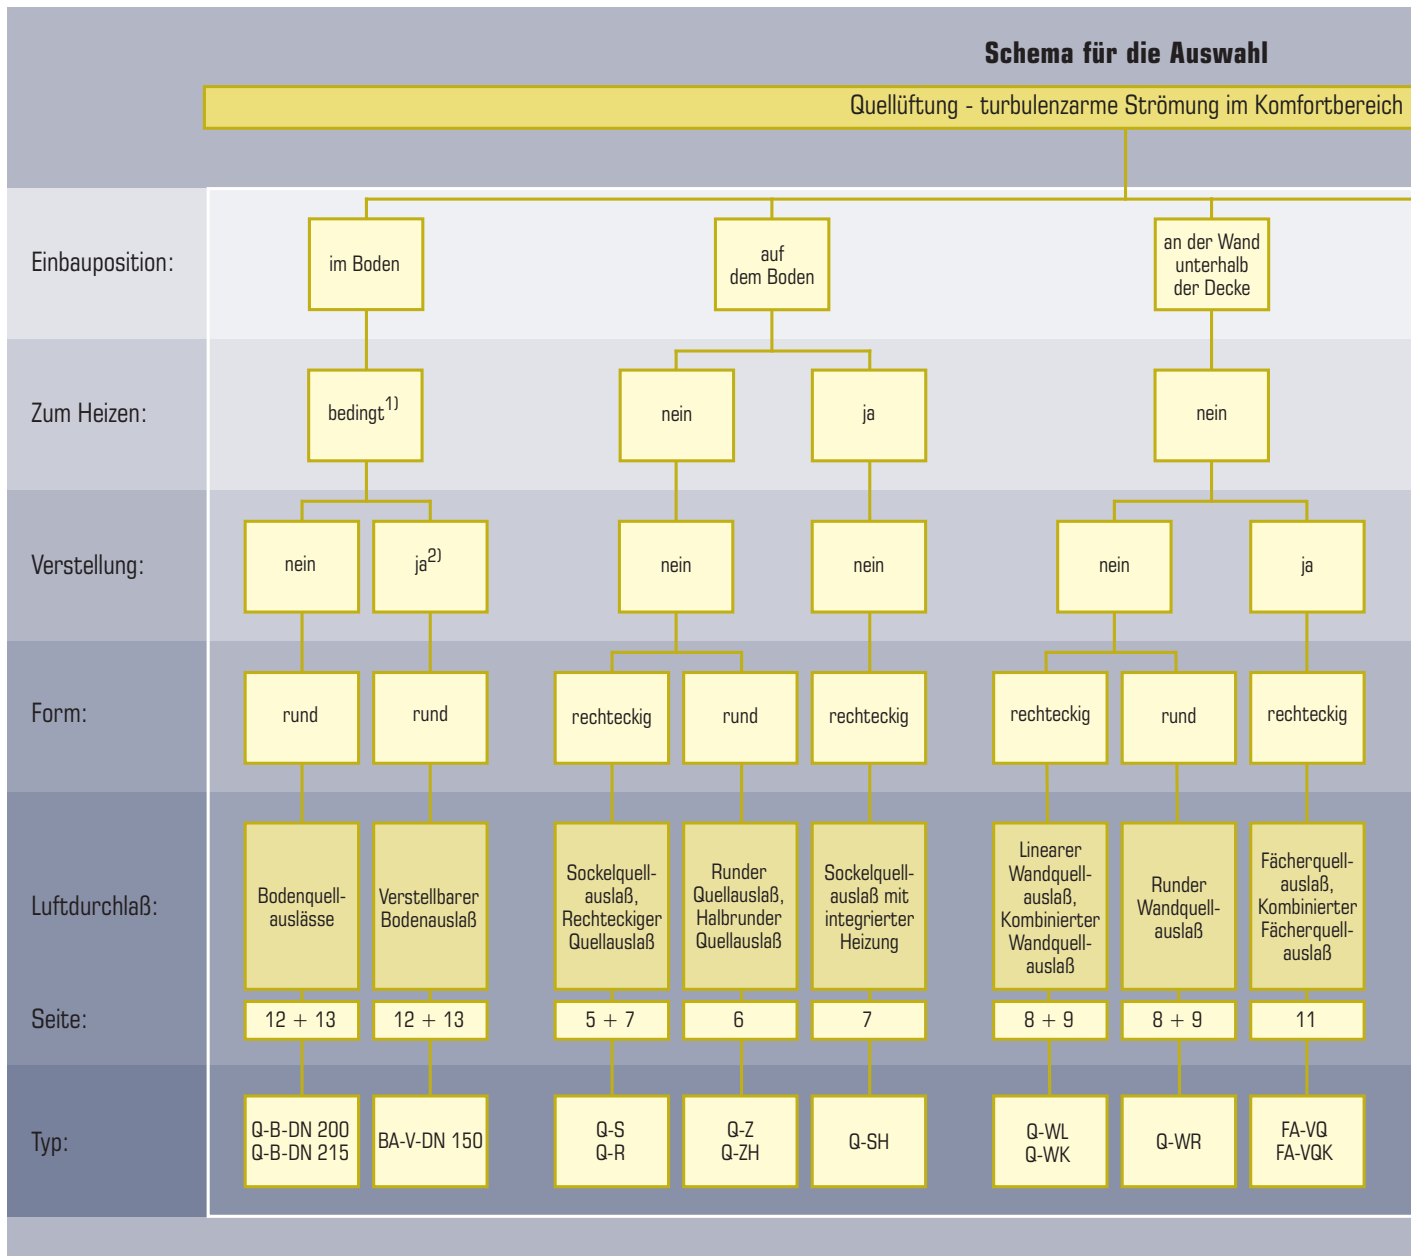 Schema für die Auswahl
Quellüftung - turbulenzarme Strömung im Komfortbereich
Einbauposition:
im Boden
auf
dem Boden
an der Wand
unterhalb
der Decke
Zum Heizen:
bedingt1)
nein
ja
nein
Verstellung:
nein
ja2)
nein
nein
nein
ja
Form:
rund
rund
rechteckig
rund
rechteckig
rechteckig
rund
rechteckig
Luftdurchlaß:
Bodenquell-
auslässe
Verstellbarer
Bodenauslaß
Sockelquell-
auslaß,
Rechteckiger
Quellauslaß
Runder
Quellauslaß,
Halbrunder
Quellauslaß
Sockelquell-
auslaß mit
integrierter
Heizung
Linearer
Wandquell-
auslaß,
Kombinierter
Wandquell-
auslaß
Runder
Wandquell-
auslaß
Fächerquell-
auslaß,
Kombinierter
Fächerquell-
auslaß
Seite:
12 + 13
12 + 13
5 + 7
6
7
8 + 9
8 + 9
11
Typ:
Q-B-DN 200
Q-B-DN 215
BA-V-DN 150
Q-S
Q-R
Q-Z
Q-ZH
Q-SH
Q-WL
Q-WK
Q-WR
FA-VQ
FA-VQK